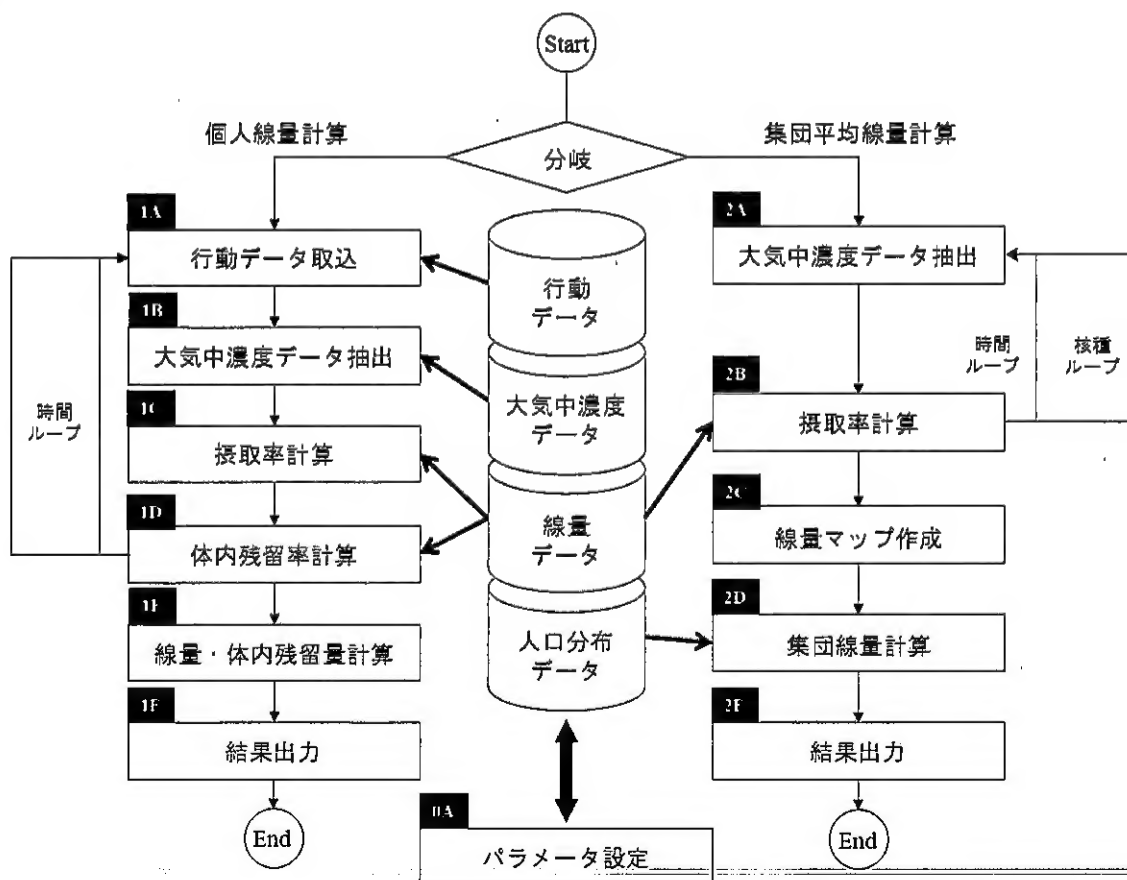 Start
個人線量計算
集団平均線量計算
分岐
1A
行動データ取込
1B
大気中濃度データ抽出
1C
摂取率計算
1D
体内残留率計算
時間
ループ
1E
線量・体内残留量計算
1F
結果出力
End
行動
データ
大気中濃度
データ
線量
データ
人口分布
データ
0A
パラメータ設定
2A
大気中濃度データ抽出
時間
ループ
核種
ループ
2B
摂取率計算
2C
線量マップ作成
2D
集団線量計算
2E
結果出力
End